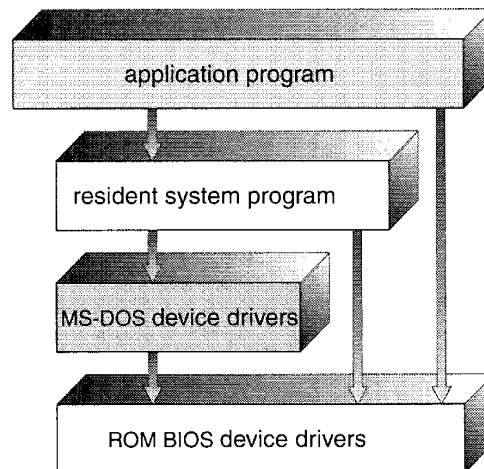 application program
resident system program
MS-DOS device drivers
ROM BIOS device drivers